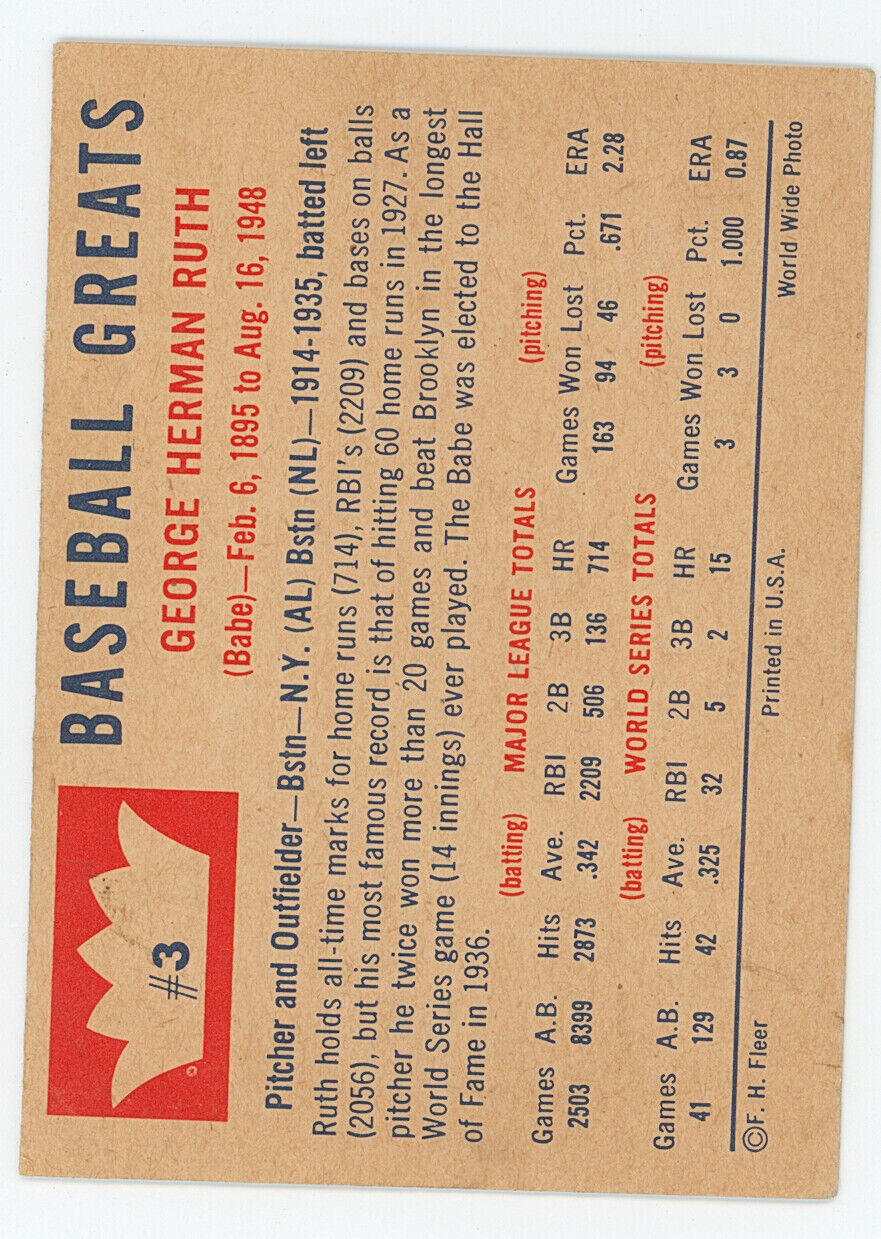 #3
BASEBALL GREATS
GEORGE HERMAN RUTH
(Babe)—Feb. 6, 1895 to Aug. 16, 1948
Pitcher and Outfielder—Bstn—N.Y. (AL) Bstn (NL)—1914-1935, batted left
Ruth holds all-time marks for home runs (714), RBI's (2209) and bases on balls
(2056), but his most famous record is that of hitting 60 home runs in 1927. As a
pitcher he twice won more than 20 games and beat Brooklyn in the longest
World Series game (14 innings) ever played. The Babe was elected to the Hall
of Fame in 1936.
(batting) MAJOR LEAGUE TOTALS (pitching)
Games A.B. Hits Ave. RBI 2B 3B HR Games Won Lost Pct. ERA
2503 8399 2873 .342 2209 506 136 714 163 94 46 .671 2.28
(batting) WORLD SERIES TOTALS (pitching)
Games A.B. Hits Ave. RBI 2B 3B HR Games Won Lost Pct. ERA
41 129 42 .325 32 5 2 15 3 3 0 1.000 0.87
©F. H. Fleer Printed in U.S.A. World Wide Photo